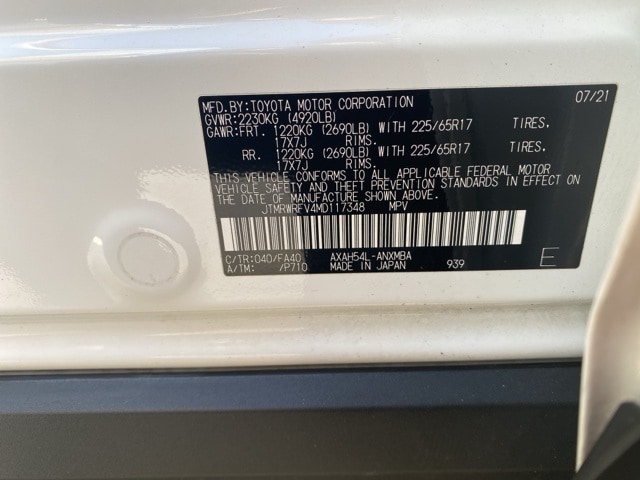 MFD.BY:TOYOTA MOTOR CORPORATION 07/21
GVWR:2230KG (4920LB)
GAWR:FRT. 1220KG (2690LB) WITH 225/65R17 TIRES.
17X7J RIMS.
RR. 1220KG (2690LB) WITH 225/65R17 TIRES.
17X7J RIMS.
THIS VEHICLE CONFORMS TO ALL APPLICABLE FEDERAL MOTOR
VEHICLE SAFETY AND THEFT PREVENTION STANDARDS IN EFFECT ON
THE DATE OF MANUFACTURE SHOWN ABOVE.
JTMRWRFV4MD117348 MPV
C/TR:040/FA40 AXAH54L-ANXMBA
A/TM: /P710 MADE IN JAPAN 939 E